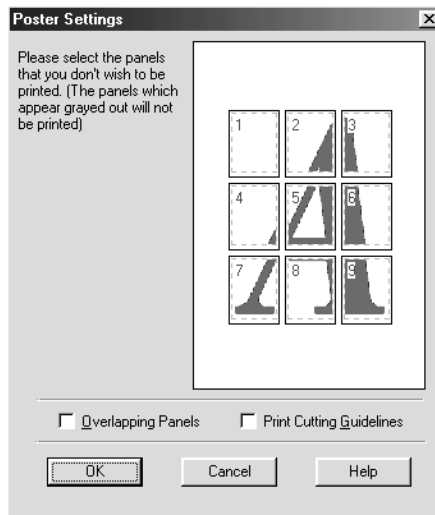 Poster Settings
Please select the panels
that you don't wish to be
printed. (The panels which
appear grayed out will not
be printed)
1 2 3
4 5 6
7 8 9
Overlapping Panels Print Cutting Guidelines
OK Cancel Help